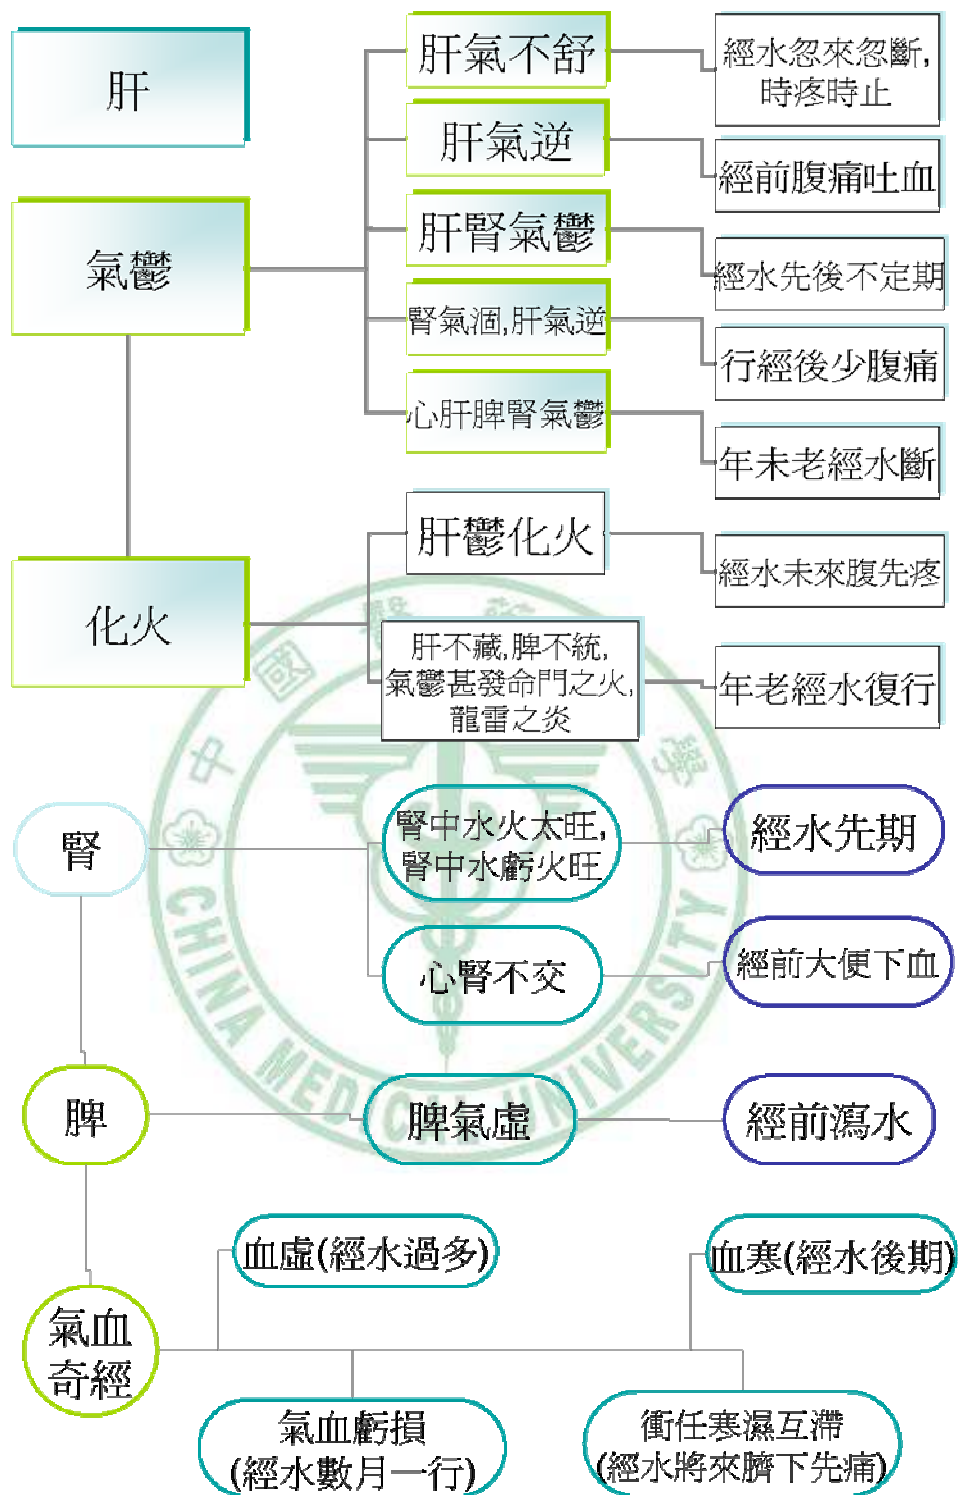 肝
氣鬱
肝氣不舒
經水忽來忽斷,
時疼時止
肝氣逆
經前腹痛吐血
肝腎氣鬱
經水先後不定期
腎氣涸,肝氣逆
行經後少腹痛
心肝脾腎氣鬱
年未老經水斷
化火
肝鬱化火
經水未來腹先疼
肝不藏,脾不統,
氣鬱甚發命門之火,
龍雷之炎
年老經水復行
腎
腎中水火太旺,
腎中水虧火旺
經水先期
心腎不交
經前大便下血
脾
脾氣虛
經前瀉水
氣血
奇經
血虛(經水過多)
血寒(經水後期)
氣血虧損
(經水數月一行)
衝任寒濕互滯
(經水將來臍下先痛)
中國醫 學
CHINA MEDICAL UNIVERSITY